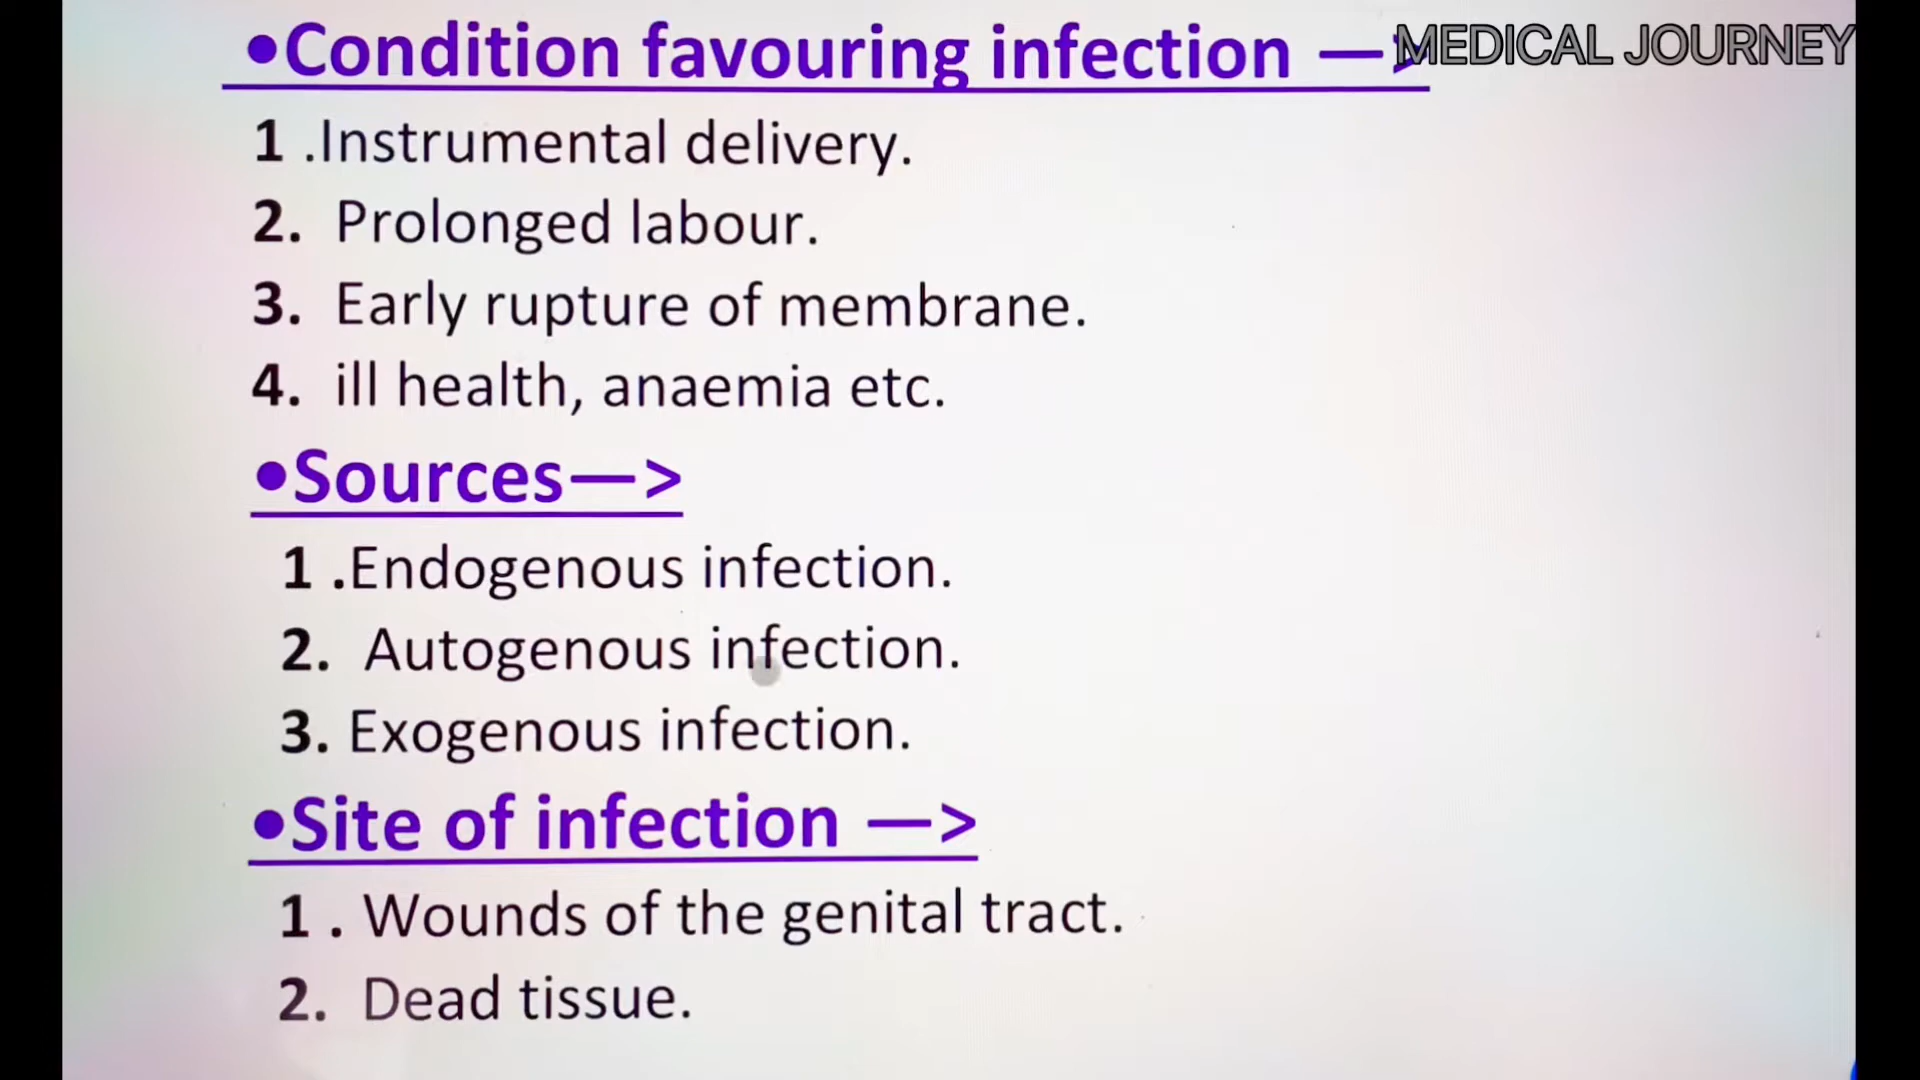 •Condition favouring infection —>
MEDICAL JOURNEY
1 .Instrumental delivery.
2. Prolonged labour.
3. Early rupture of membrane.
4. ill health, anaemia etc.
•Sources—>
1 .Endogenous infection.
2. Autogenous infection.
3. Exogenous infection.
•Site of infection —>
1 . Wounds of the genital tract.
2. Dead tissue.